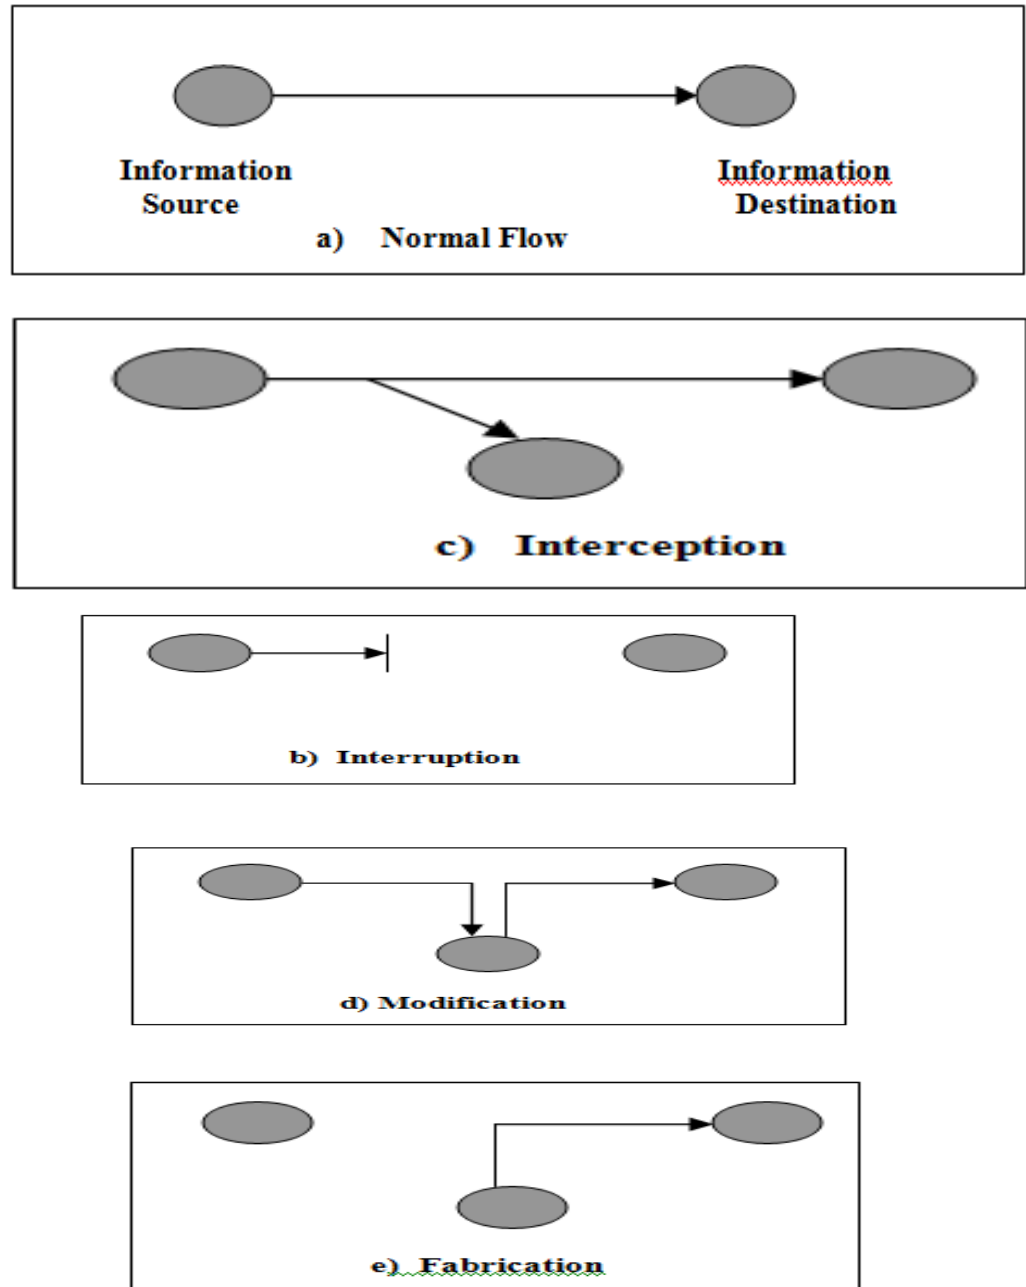 Information
Source
Information
Destination
a) Normal Flow
c) Interception
b) Interruption
d) Modification
e) Fabrication